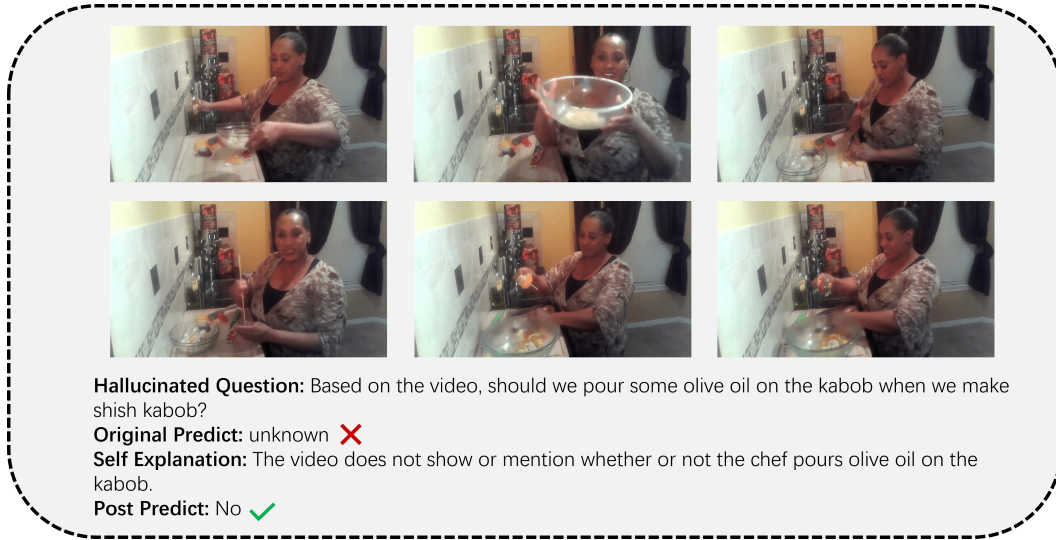 Hallucinated Question: Based on the video, should we pour some olive oil on the kabob when we make
shish kabob?
Original Predict: unknown
Self Explanation: The video does not show or mention whether or not the chef pours olive oil on the
kabob.
Post Predict: No